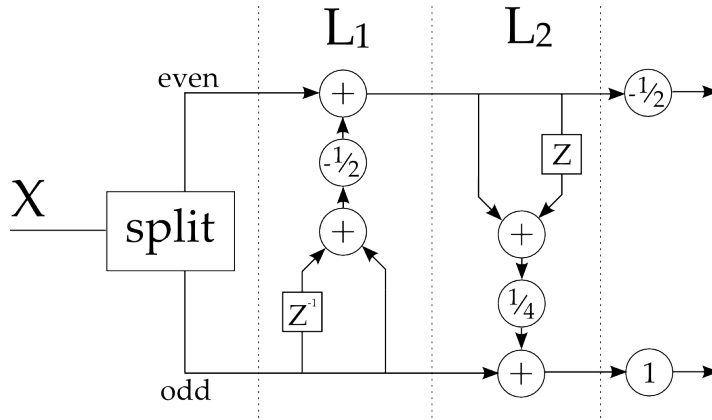 L1 L2
even
+
-½
-½
Z
X
split
+
+
Z-1
¼
odd
+
1